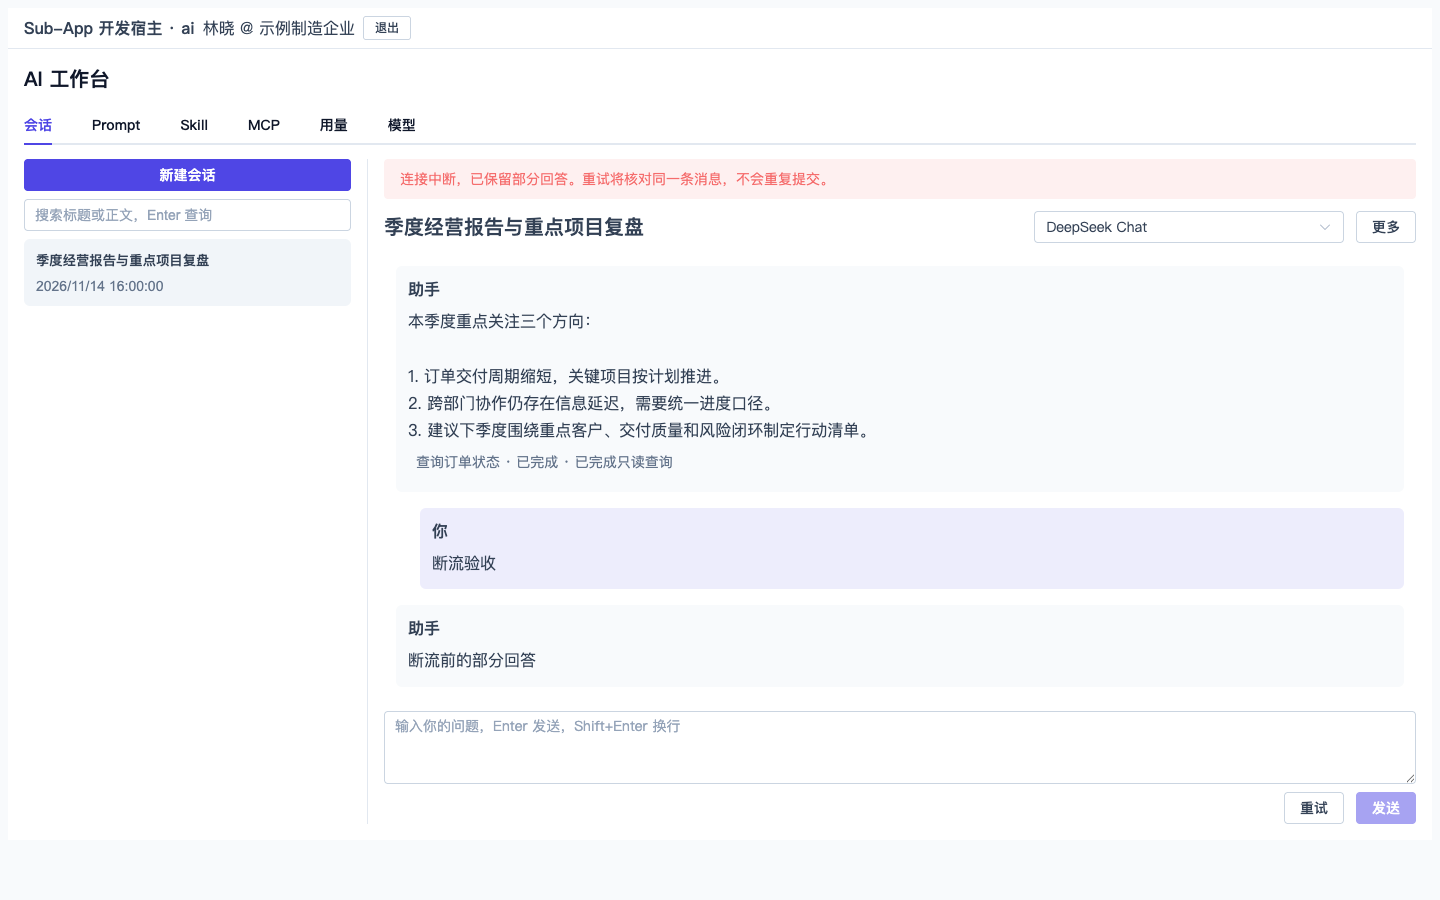 Sub-App 开发宿主 · ai 林晓 @ 示例制造企业 退出
AI 工作台
会话 Prompt Skill MCP 用量 模型
新建会话
搜索标题或正文，Enter 查询
季度经营报告与重点项目复盘
2026/11/14 16:00:00
连接中断，已保留部分回答。重试将核对同一条消息，不会重复提交。
季度经营报告与重点项目复盘
DeepSeek Chat
更多
助手
本季度重点关注三个方向：
1. 订单交付周期缩短，关键项目按计划推进。
2. 跨部门协作仍存在信息延迟，需要统一进度口径。
3. 建议下季度围绕重点客户、交付质量和风险闭环制定行动清单。
查询订单状态 · 已完成 · 已完成只读查询
你
断流验收
助手
断流前的部分回答
输入你的问题，Enter 发送，Shift+Enter 换行
重试 发送